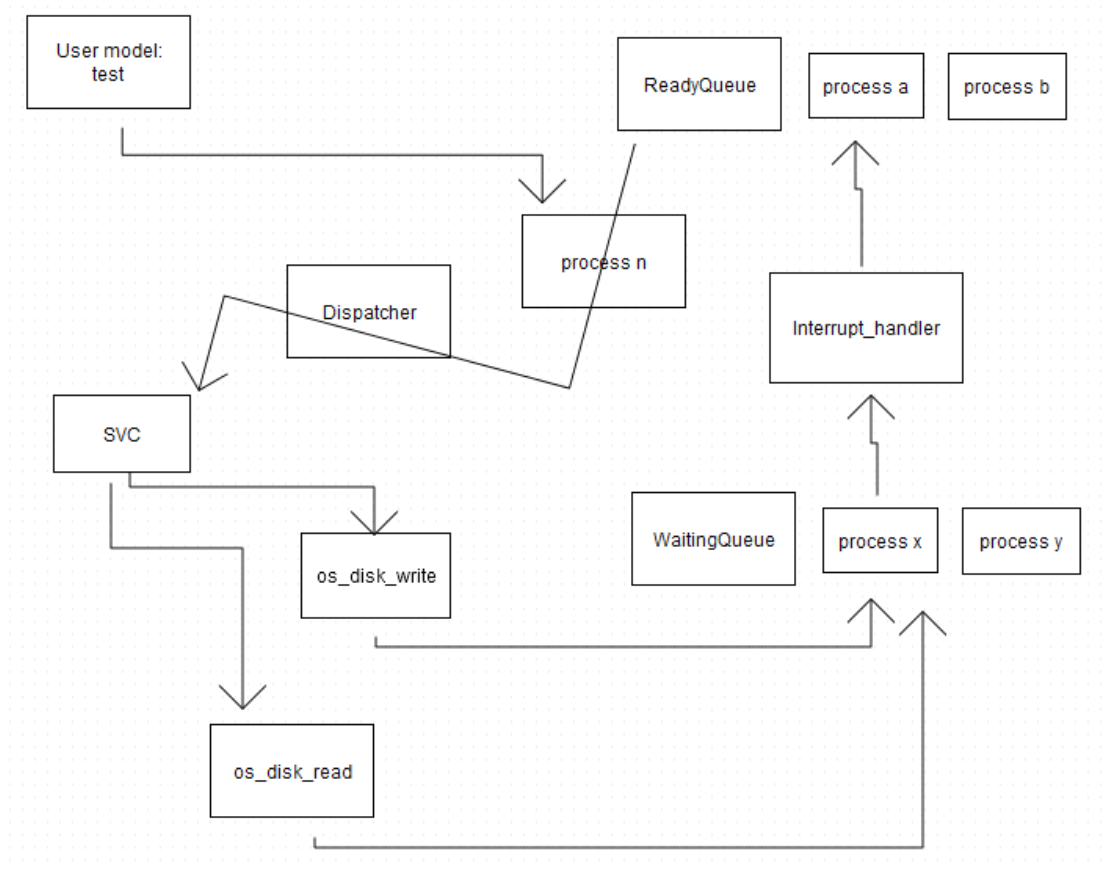 User model:
test
ReadyQueue
process a
process b
process n
Dispatcher
Interrupt_handler
SVC
WaitingQueue
process x
process y
os_disk_write
os_disk_read